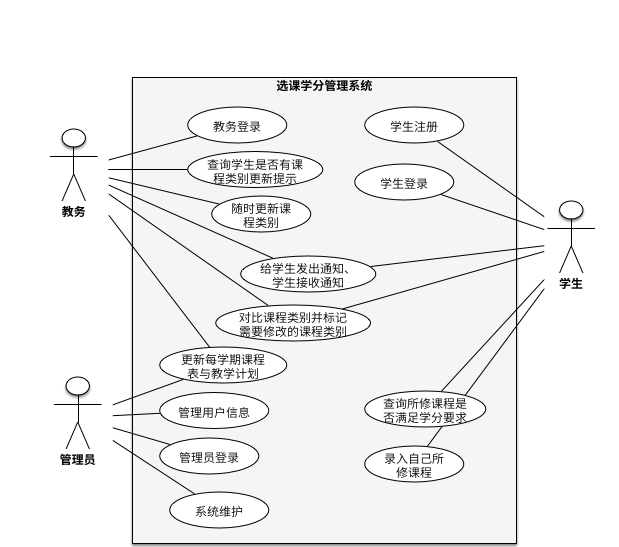 选课学分管理系统
教务登录
学生注册
查询学生是否有课
程类别更新提示
学生登录
教务
随时更新课
程类别
给学生发出通知、
学生接收通知
学生
对比课程类别并标记
需要修改的课程类别
更新每学期课程
表与教学计划
管理用户信息
查询所修课程是
否满足学分要求
管理员
管理员登录
录入自己所
修课程
系统维护